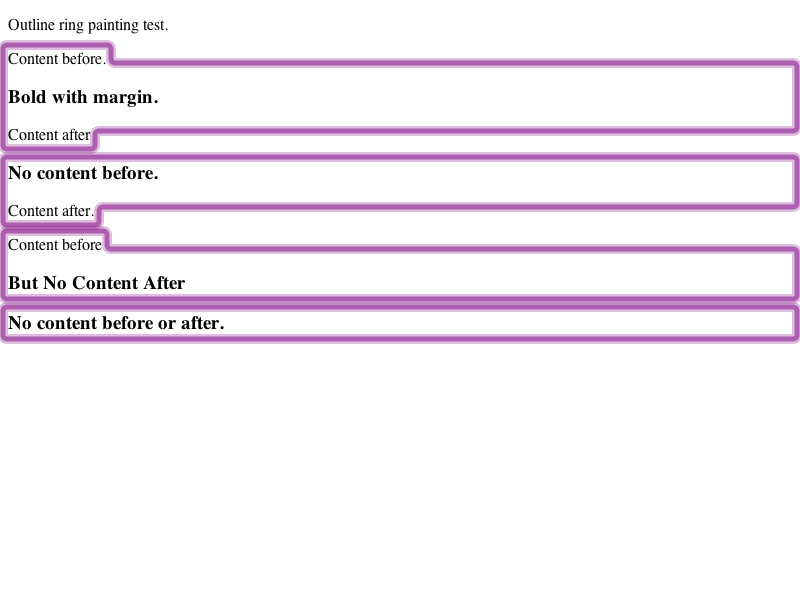 Outline ring painting test.
Content before.
Bold with margin.
Content after
No content before.
Content after.
Content before
But No Content After
No content before or after.